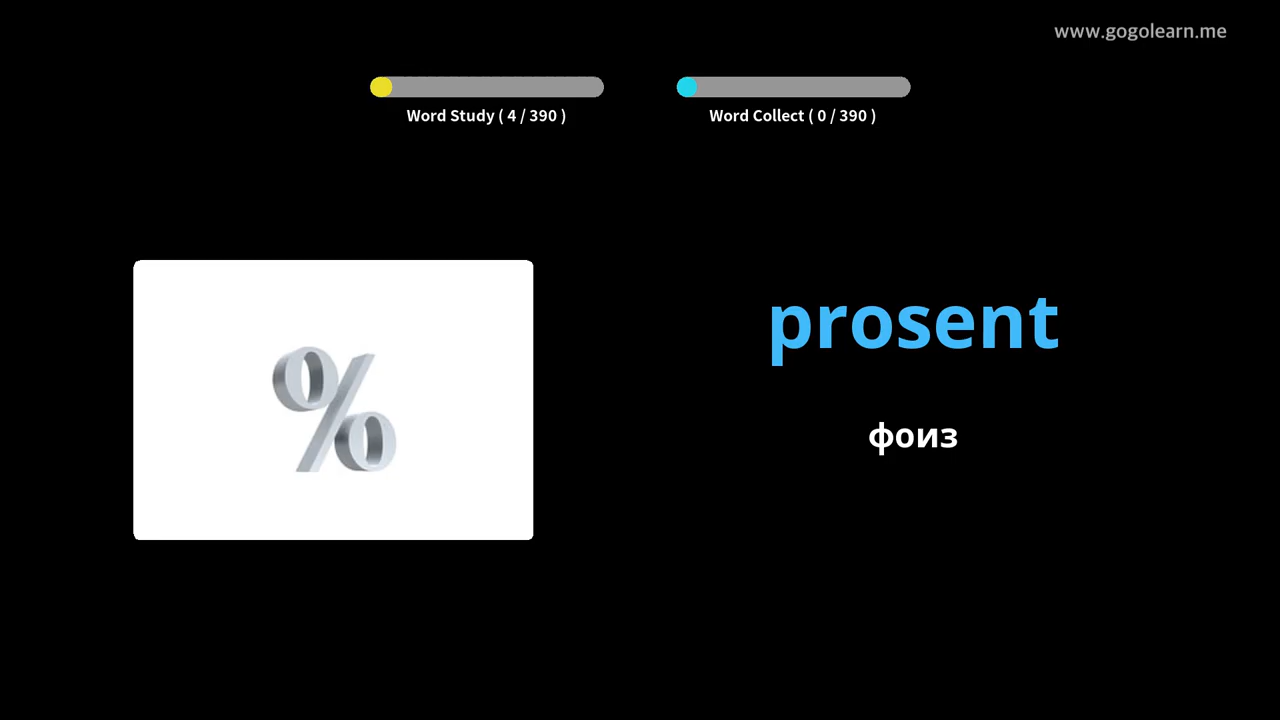 www.gogolearn.me
Word Study ( 4 / 390 )
Word Collect ( 0 / 390 )
%
prosent
фоиз